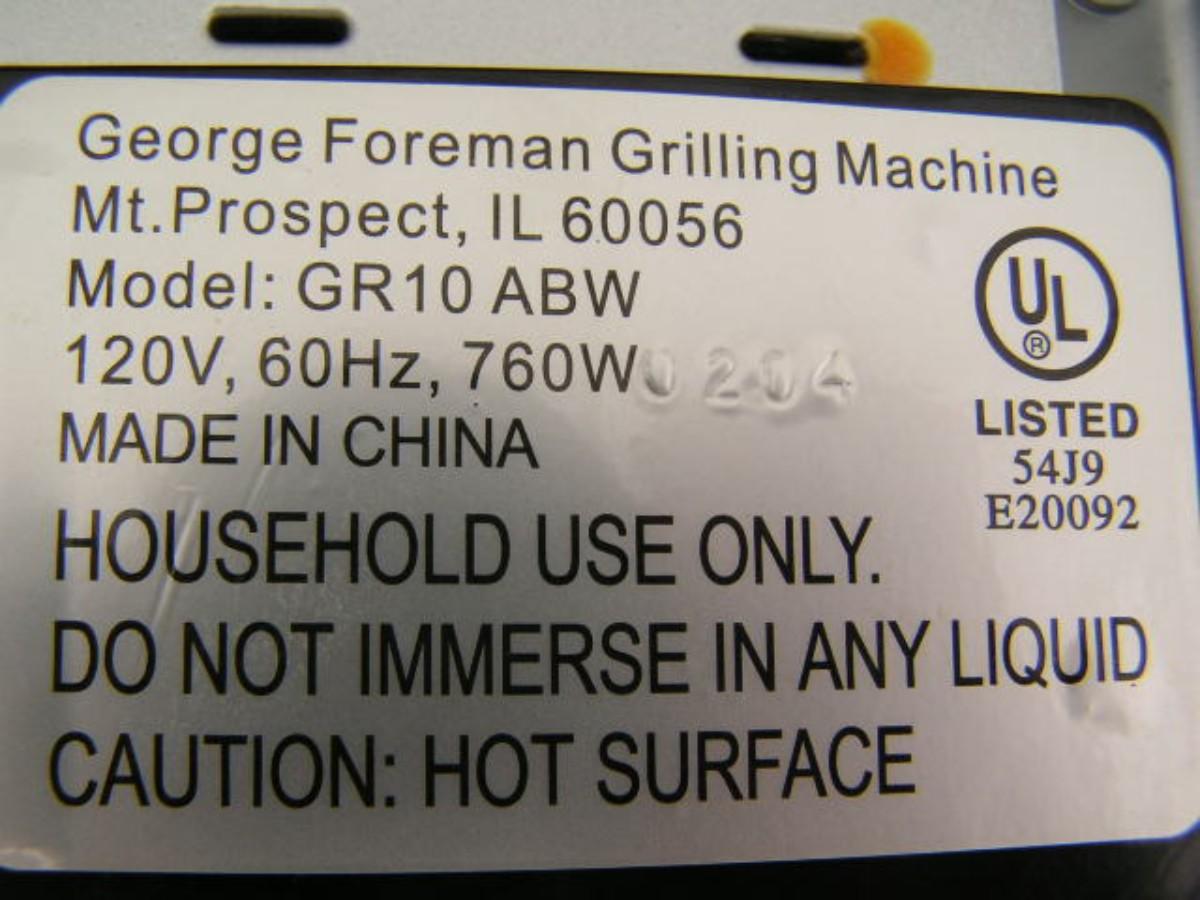 George Foreman Grilling Machine
Mt.Prospect, IL 60056
Model: GR10 ABW
120V, 60Hz, 760W 0204
MADE IN CHINA
UL
®
LISTED
54J9
E20092
HOUSEHOLD USE ONLY.
DO NOT IMMERSE IN ANY LIQUID
CAUTION: HOT SURFACE